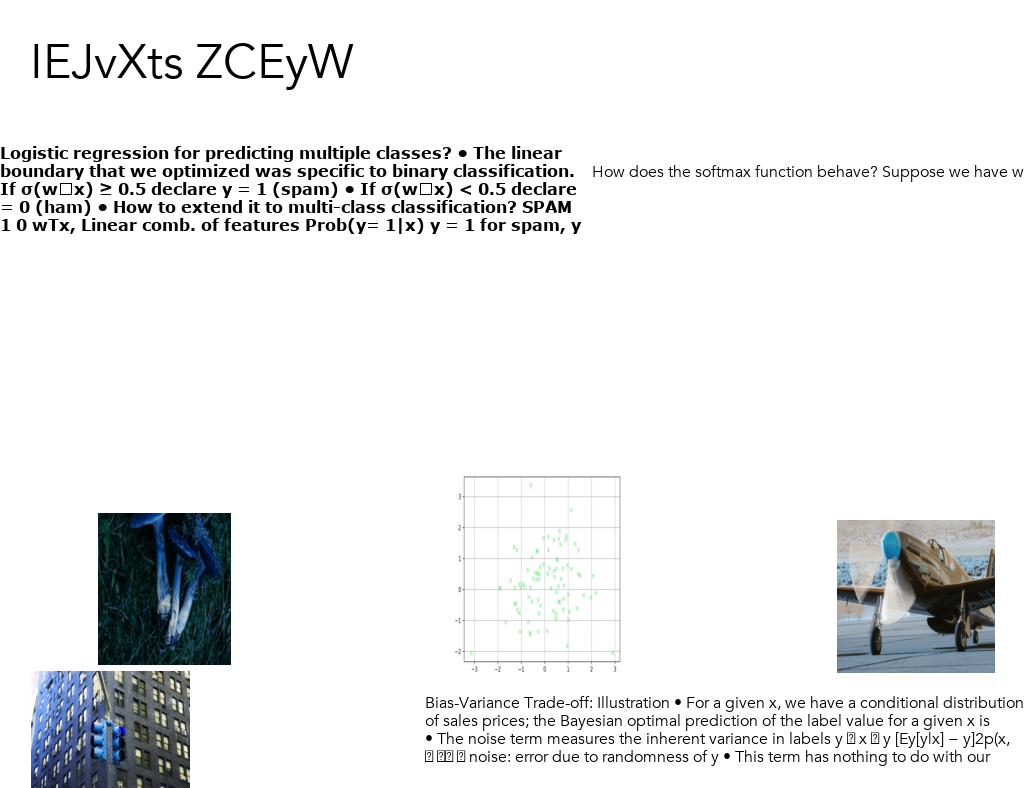 IEJvXts ZCEyW
Logistic regression for predicting multiple classes? • The linear
boundary that we optimized was specific to binary classification.
If σ(w□x) ≥ 0.5 declare y = 1 (spam) • If σ(w□x) < 0.5 declare
= 0 (ham) • How to extend it to multi-class classification? SPAM
1 0 wTx, Linear comb. of features Prob(y= 1|x) y = 1 for spam, y
How does the softmax function behave? Suppose we have w
3
2
1
0
−1
−2
−3 −2 −1 0 1 2 3
Bias-Variance Trade-off: Illustration • For a given x, we have a conditional distribution
of sales prices; the Bayesian optimal prediction of the label value for a given x is
• The noise term measures the inherent variance in labels y x y [Ey[y|x] − y]2p(x,
noise: error due to randomness of y • This term has nothing to do with our